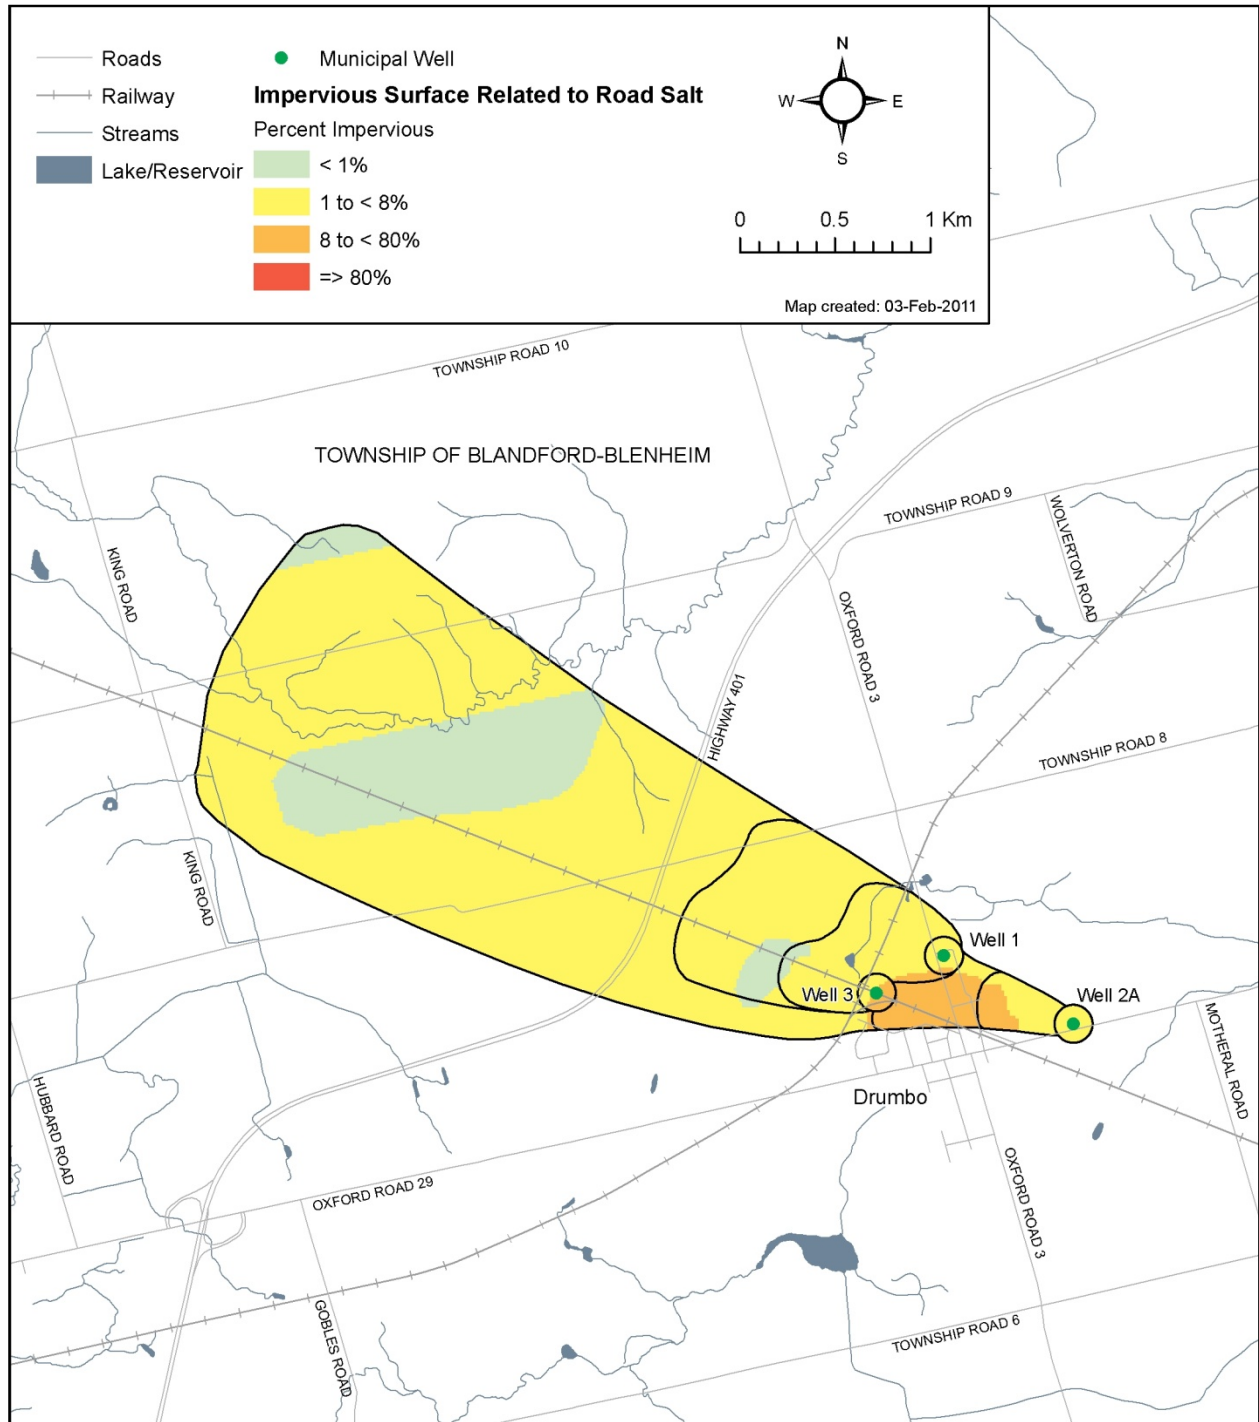 Roads
Railway
Streams
Lake/Reservoir
Municipal Well
Impervious Surface Related to Road Salt
Percent Impervious
< 1%
1 to < 8%
8 to < 80%
=> 80%
N
W E
S
0 0.5 1 Km
Map created: 03-Feb-2011
TOWNSHIP ROAD 10
TOWNSHIP OF BLANDFORD-BLENHEIM
TOWNSHIP ROAD 9
WOLVERTON ROAD
KING ROAD
OXFORD ROAD 3
HIGHWAY 401
TOWNSHIP ROAD 8
KING ROAD
Well 1
Well 3
Well 2A
MOTHERAL ROAD
HUBBARD ROAD
Drumbo
OXFORD ROAD 29
OXFORD ROAD 3
GOBLES ROAD
TOWNSHIP ROAD 6